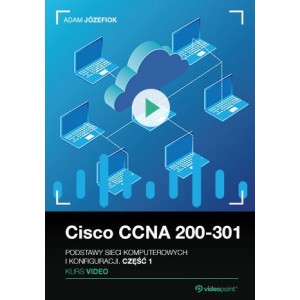 ADAM JÓZEFIOK
Cisco CCNA 200-301
PODSTAWY SIECI KOMPUTEROWYCH
I KONFIGURACJI. CZĘŚĆ 1
KURS VIDEO
videopoint